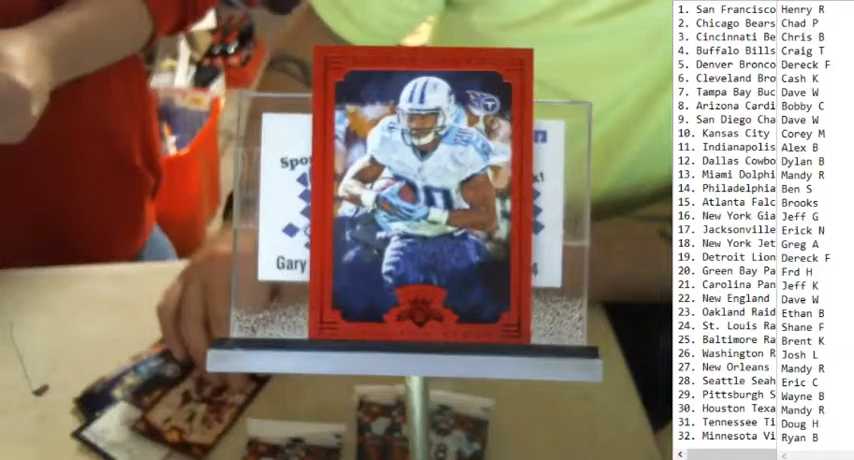 1. San Francisco Henry R
2. Chicago Bears Chad P
3. Cincinnati Be Chris B
4. Buffalo Bills Craig T
5. Denver Bronco Dereck F
6. Cleveland Bro Cash K
7. Tampa Bay Buc Dave W
8. Arizona Cardi Bobby C
9. San Diego Cha Dave W
10. Kansas City Corey M
11. Indianapolis Alex B
12. Dallas Cowbo Dylan B
13. Miami Dolphi Mandy R
14. Philadelphia Ben S
15. Atlanta Falc Brooks
16. New York Gia Jeff G
17. Jacksonville Erick N
18. New York Jet Greg A
19. Detroit Lion Dereck F
20. Green Bay Pa Frd H
21. Carolina Pan Jeff K
22. New England Dave W
23. Oakland Raid Ethan B
24. St. Louis Ra Shane F
25. Baltimore Ra Brent K
26. Washington R Josh L
27. New Orleans Mandy R
28. Seattle Seah Eric C
29. Pittsburgh S Wayne B
30. Houston Texa Mandy R
31. Tennessee Ti Doug H
32. Minnesota Vi Ryan B
Spo
Gary
4
20